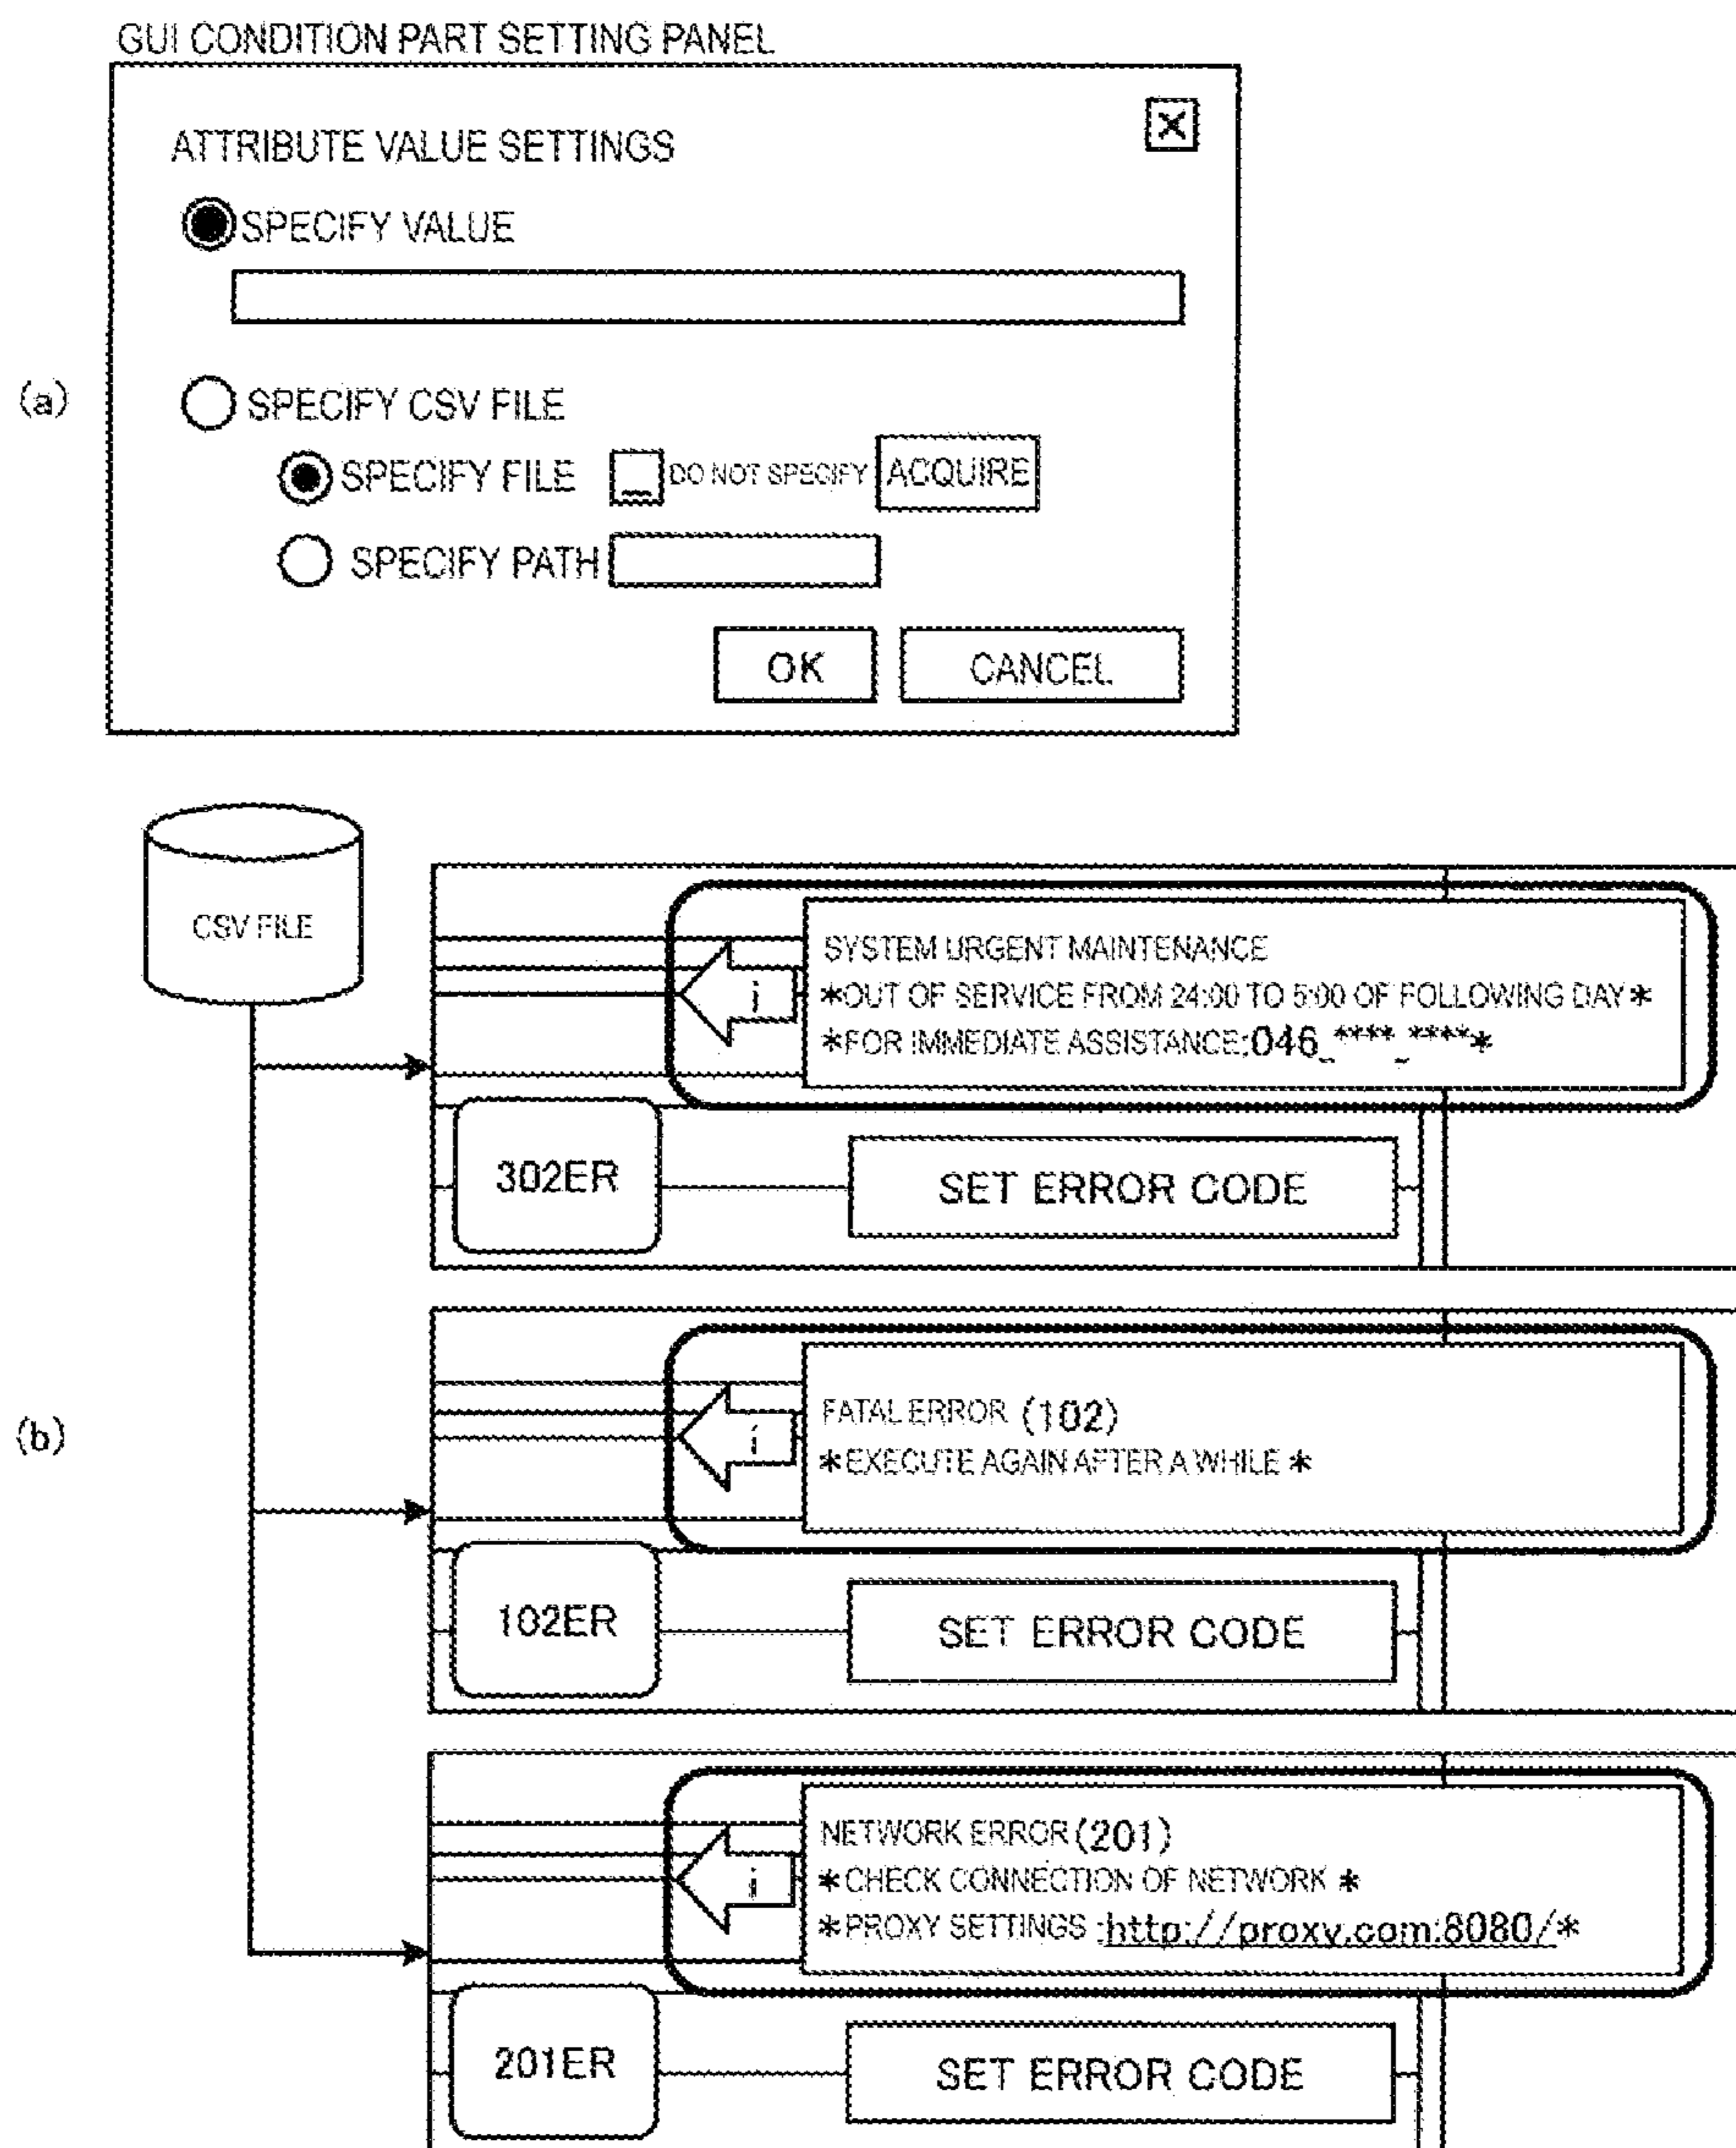 GUI CONDITION PART SETTING PANEL
ATTRIBUTE VALUE SETTINGS
X
SPECIFY VALUE
(a)
SPECIFY CSV FILE
SPECIFY FILE DO NOT SPECIFY ACQUIRE
SPECIFY PATH
OK CANCEL
CSV FILE
SYSTEM URGENT MAINTENANCE
i
*OUT OF SERVICE FROM 24:00 TO 5:00 OF FOLLOWING DAY*
*FOR IMMEDIATE ASSISTANCE:046_****_*****
302ER SET ERROR CODE
(b)
FATAL ERROR (102)
i
*EXECUTE AGAIN AFTER A WHILE*
102ER SET ERROR CODE
NETWORK ERROR(201)
i
*CHECK CONNECTION OF NETWORK*
*PROXY SETTINGS:http://proxy.com:8080/*
201ER SET ERROR CODE